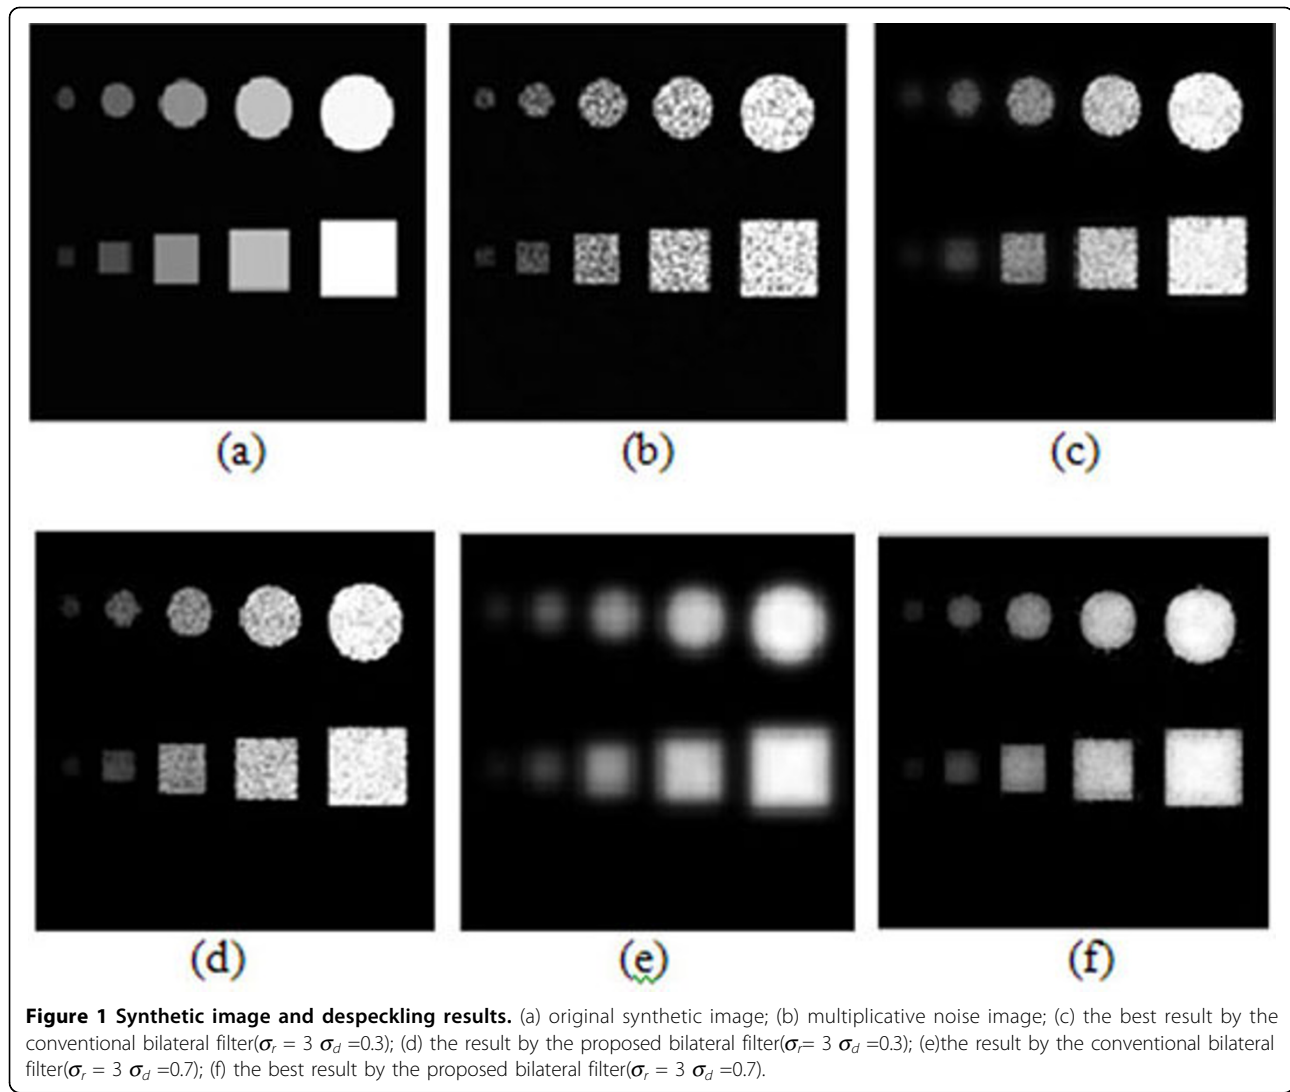 (a) (b) (c)
(d) (e) (f)
Figure 1 Synthetic image and despeckling results. (a) original synthetic image; (b) multiplicative noise image; (c) the best result by the
conventional bilateral filter(σr = 3 σd =0.3); (d) the result by the proposed bilateral filter(σr= 3 σd =0.3); (e)the result by the conventional bilateral
filter(σr = 3 σd =0.7); (f) the best result by the proposed bilateral filter(σr = 3 σd =0.7).